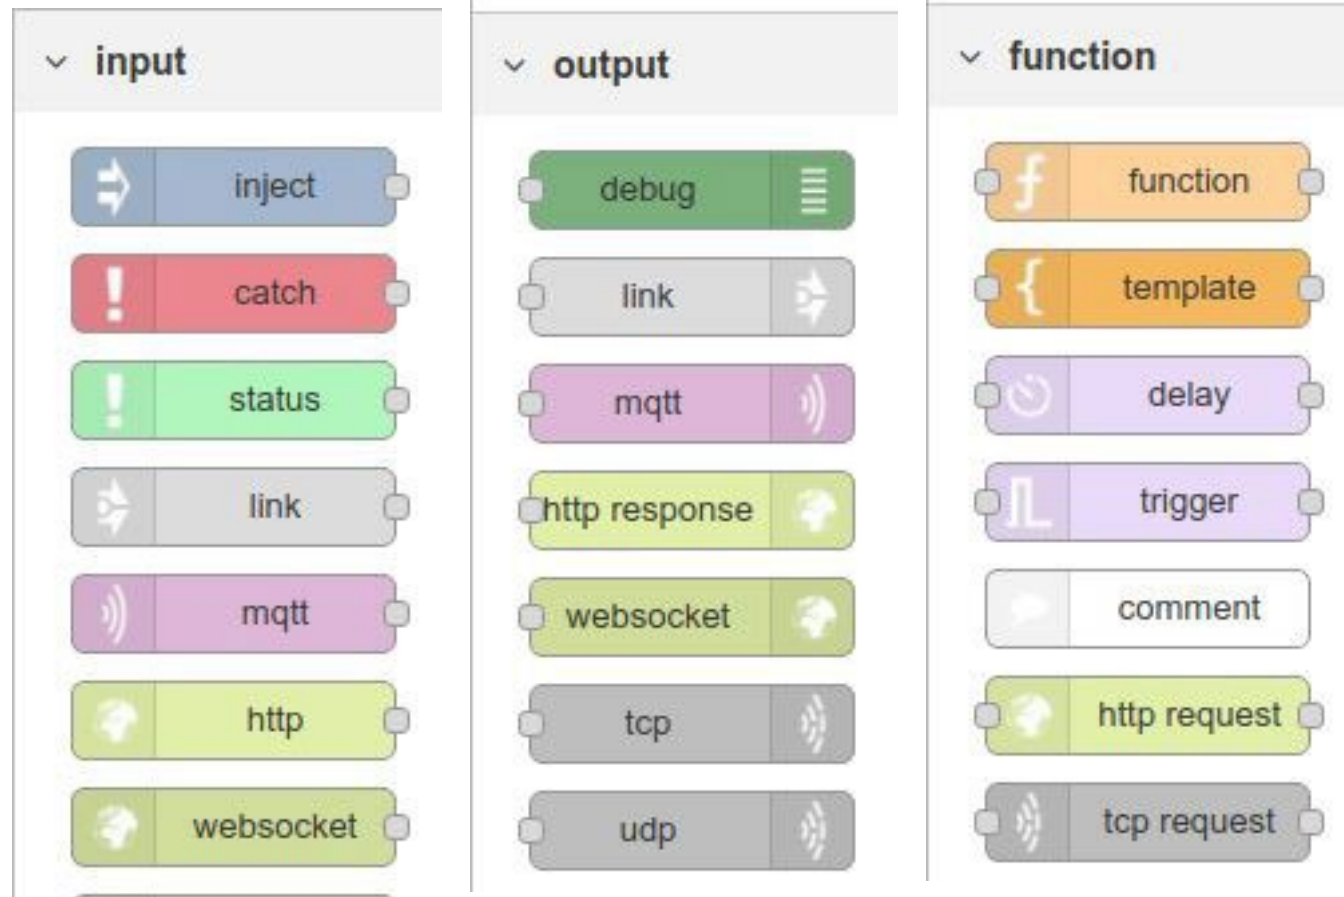 input
inject
catch
status
link
mqtt
http
websocket
output
debug
link
mqtt
http response
websocket
tcp
udp
function
function
template
delay
trigger
comment
http request
tcp request